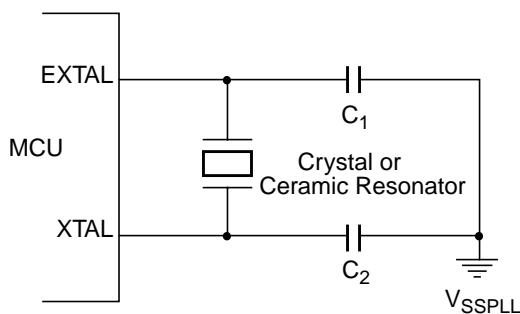 EXTAL
C1
MCU
Crystal or
Ceramic Resonator
XTAL
C2
VSSPLL